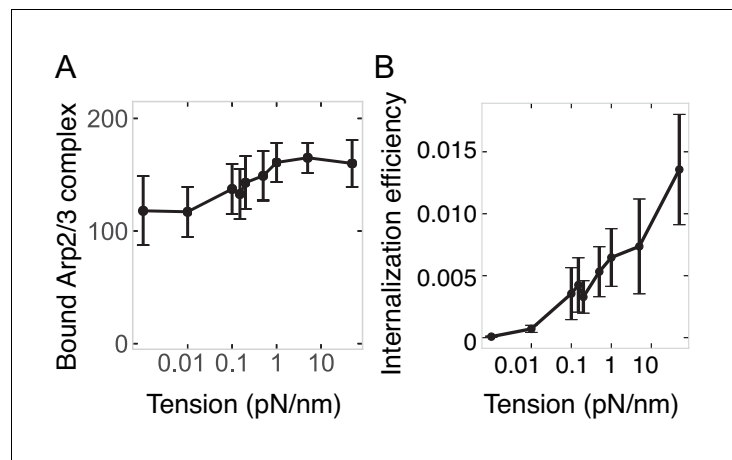 A
Bound Arp2/3 complex
200
100
0
0.01 0.1 1 10
Tension (pN/nm)
B
Internalization efficiency
0.015
0.010
0.005
0
0.01 0.1 1 10
Tension (pN/nm)